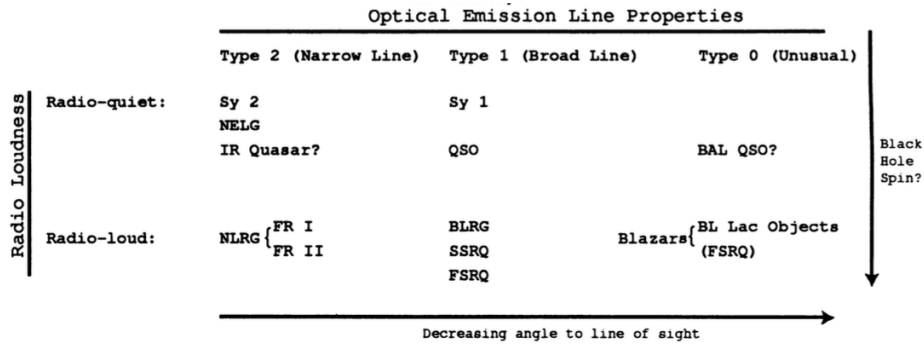 Optical Emission Line Properties
Type 2 (Narrow Line) Type 1 (Broad Line) Type 0 (Unusual)
Radio Loudness
Radio-quiet: Sy 2 Sy 1
NELG
IR Quasar? QSO BAL QSO?
Black
Hole
Spin?
Radio-loud: NLRG { FR I BLRG Blazars { BL Lac Objects
FR II SSRQ (FSRQ)
FSRQ
Decreasing angle to line of sight